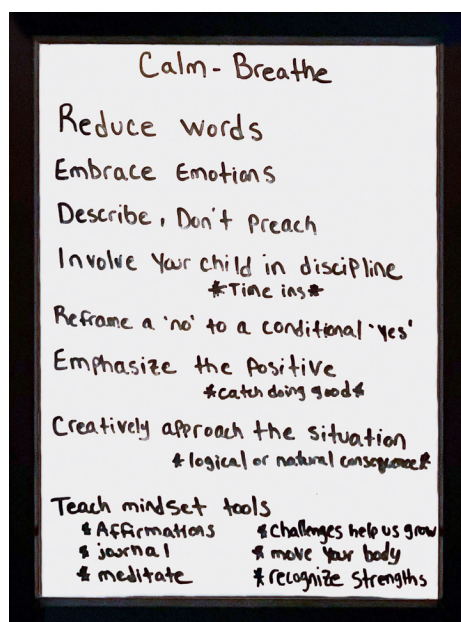 Calm - Breathe
Reduce words
Embrace Emotions
Describe, Don't Preach
Involve Your child in discipline
*Time ins*
Reframe a 'no' to a conditional 'yes'
Emphasize the Positive
*catch doing good*
Creatively approach the situation
*logical or natural consequences*
Teach mindset tools
*Affirmations *Challenges help us grow
*journal *move your body
*meditate *recognize strengths